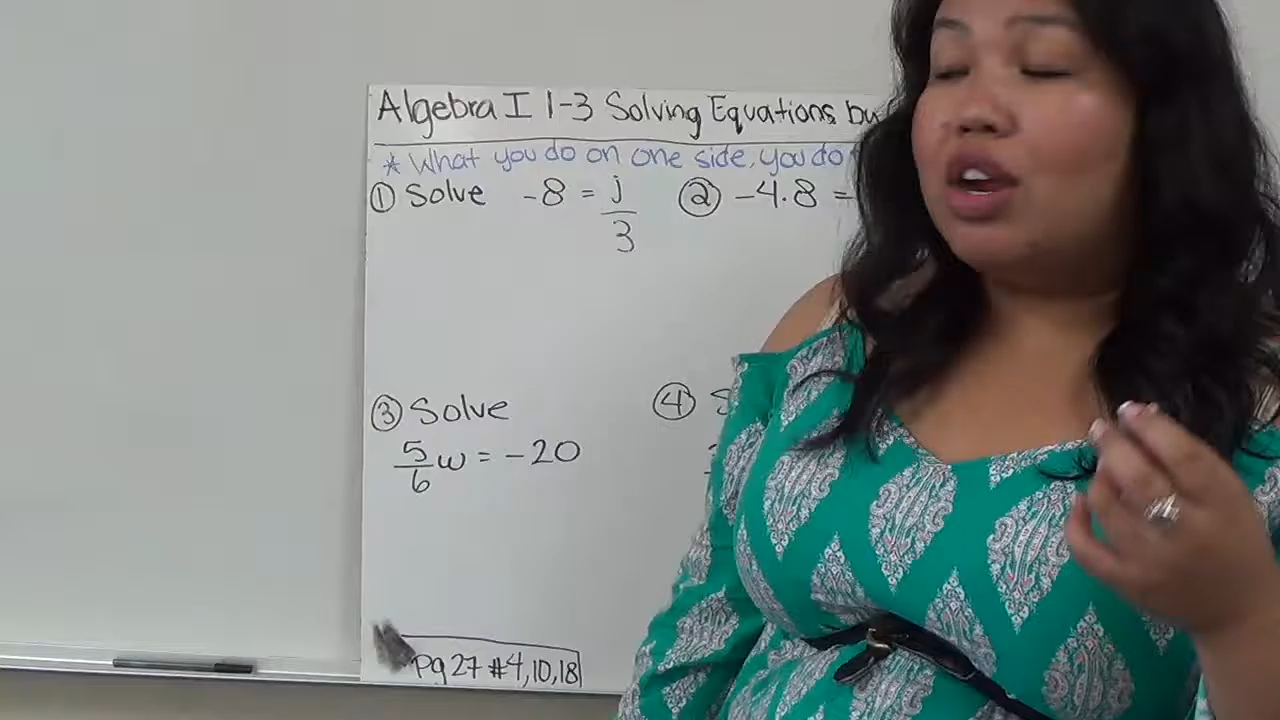 Algebra I 1-3 Solving Equations by
* What you do on one side, you do
① Solve -8 = j/3
② -4.8 =
③ Solve
5/6 w = -20
④
pg 27 #4, 10, 18